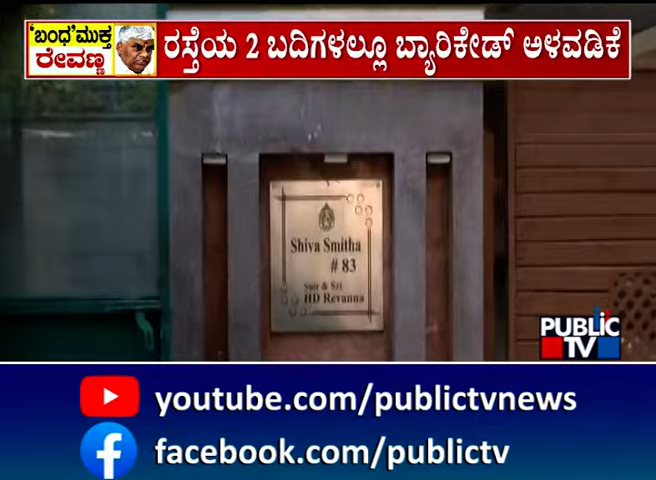 'ಬಂಧ'ಮುಕ್ತ
ರೇವಣ್ಣ
ರಸ್ತೆಯ 2 ಬದಿಗಳಲ್ಲೂ ಬ್ಯಾರಿಕೇಡ್ ಅಳವಡಿಕೆ
Shiva Smitha
# 83
Smt & Sri
HD Revanna
PUBLIC
TV
youtube.com/publictvnews
facebook.com/publictv